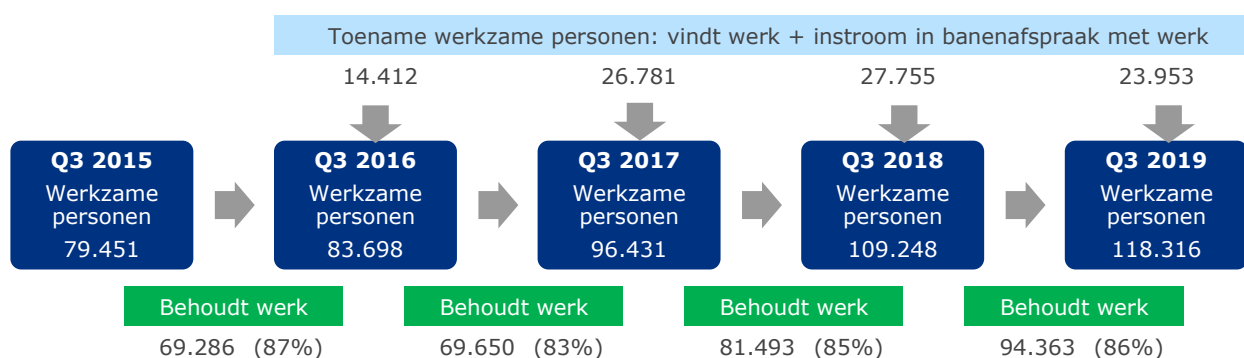 Toename werkzame personen: vindt werk + instroom in banenafspraak met werk
14.412 26.781 27.755 23.953
Q3 2015 Q3 2016 Q3 2017 Q3 2018 Q3 2019
Werkzame Werkzame Werkzame Werkzame Werkzame
personen personen personen personen personen
79.451 83.698 96.431 109.248 118.316
Behoudt werk Behoudt werk Behoudt werk Behoudt werk
69.286 (87%) 69.650 (83%) 81.493 (85%) 94.363 (86%)